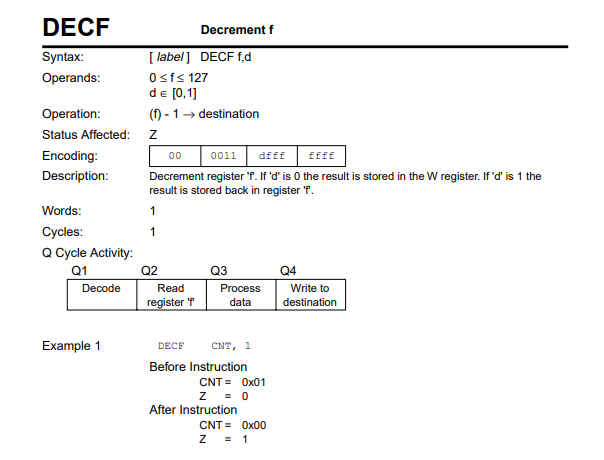 DECF Decrement f
Syntax: [ label ] DECF f,d
Operands: 0 ≤ f ≤ 127
d ∈ [0,1]
Operation: (f) - 1 → destination
Status Affected: Z
Encoding: 00 0011 dfff ffff
Description: Decrement register 'f'. If 'd' is 0 the result is stored in the W register. If 'd' is 1 the
result is stored back in register 'f'.
Words: 1
Cycles: 1
Q Cycle Activity:
Q1 Q2 Q3 Q4
Decode Read Process Write to
register 'f' data destination
Example 1 DECF CNT, 1
Before Instruction
CNT = 0x01
Z = 0
After Instruction
CNT = 0x00
Z = 1